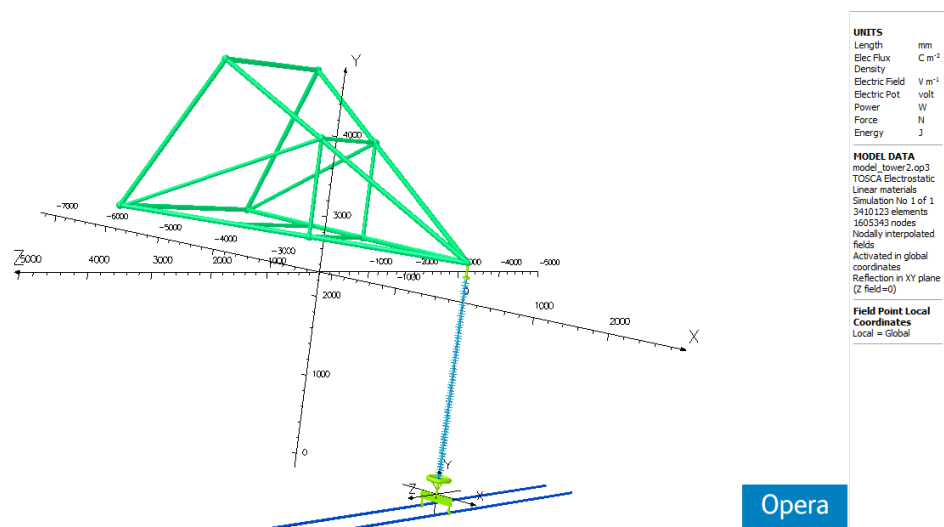 UNITS
Length mm
Elec Flux Density C m⁻²
Electric Field V m⁻¹
Electric Pot volt
Power W
Force N
Energy J
MODEL DATA
model_tower2.op3
TOSCA Electrostatic
Linear materials
Simulation No 1 of 1
3410123 elements
1605343 nodes
Nodally interpolated
fields
Activated in global
coordinates
Reflection in XY plane
(Z field=0)
Field Point Local
Coordinates
Local = Global
Y
4000
3000
2000
1000
0
-7000
-6000
-5000
-4000
-3000
-1000
0
1000
2000
X
Z
5000 4000 3000 2000 1000 -1000 -2000 -3000 -4000 -5000
Y
Z
X
Opera